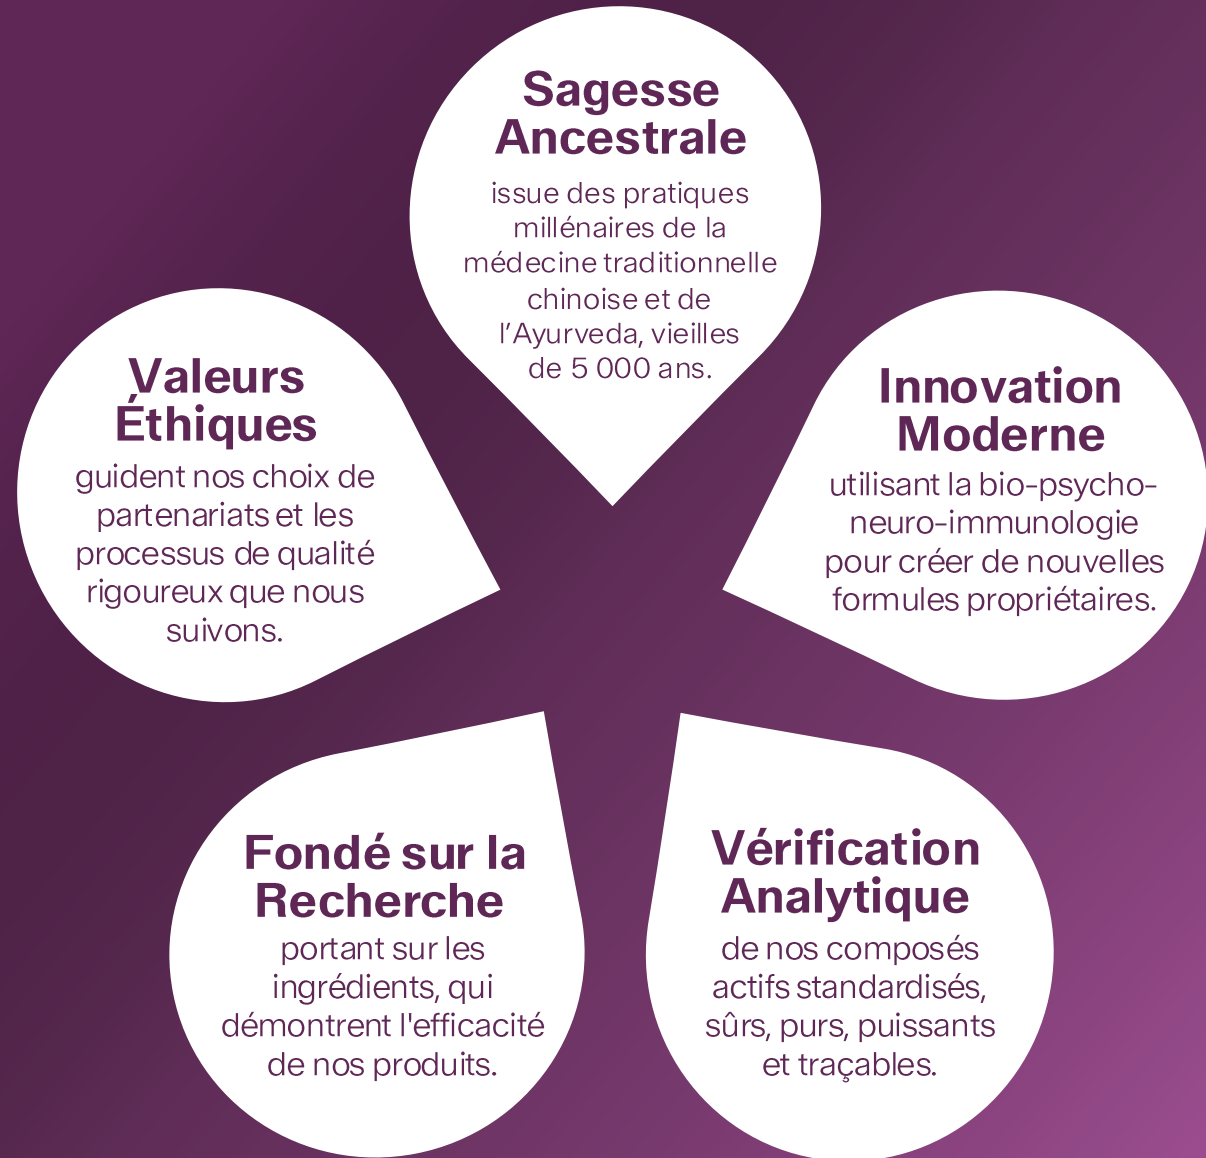 Sagesse
Ancestrale
issue des pratiques
millénaires de la
médecine traditionnelle
chinoise et de
l’Ayurveda, vieilles
de 5 000 ans.
Innovation
Moderne
utilisant la bio-psycho-
neuro-immunologie
pour créer de nouvelles
formules propriétaires.
Vérification
Analytique
de nos composés
actifs standardisés,
sûrs, purs, puissants
et traçables.
Fondé sur la
Recherche
portant sur les
ingrédients, qui
démontrent l'efficacité
de nos produits.
Valeurs
Éthiques
guident nos choix de
partenariats et les
processus de qualité
rigoureux que nous
suivons.